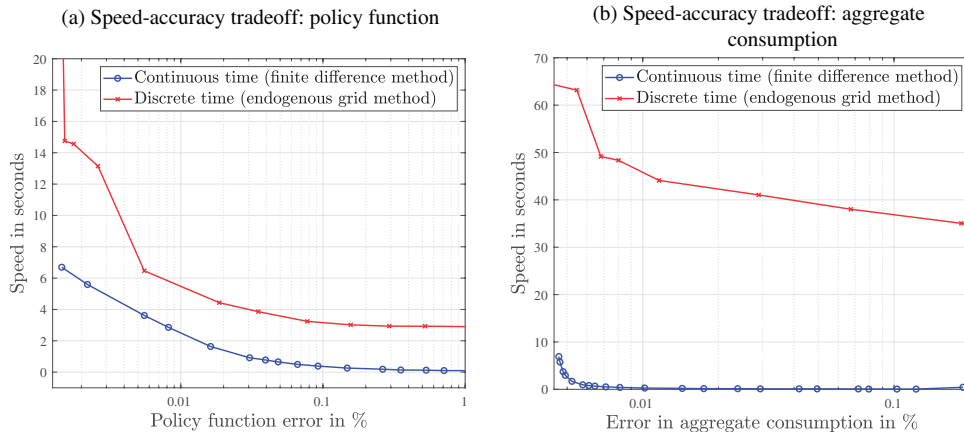 (a) Speed-accuracy tradeoff: policy function
20
18
16
14
12
10
8
6
4
2
0
Speed in seconds
Continuous time (finite difference method)
Discrete time (endogenous grid method)
0.01
0.1
1
Policy function error in %
(b) Speed-accuracy tradeoff: aggregate
consumption
70
60
50
40
30
20
10
0
Speed in seconds
Continuous time (finite difference method)
Discrete time (endogenous grid method)
0.01
0.1
Error in aggregate consumption in %